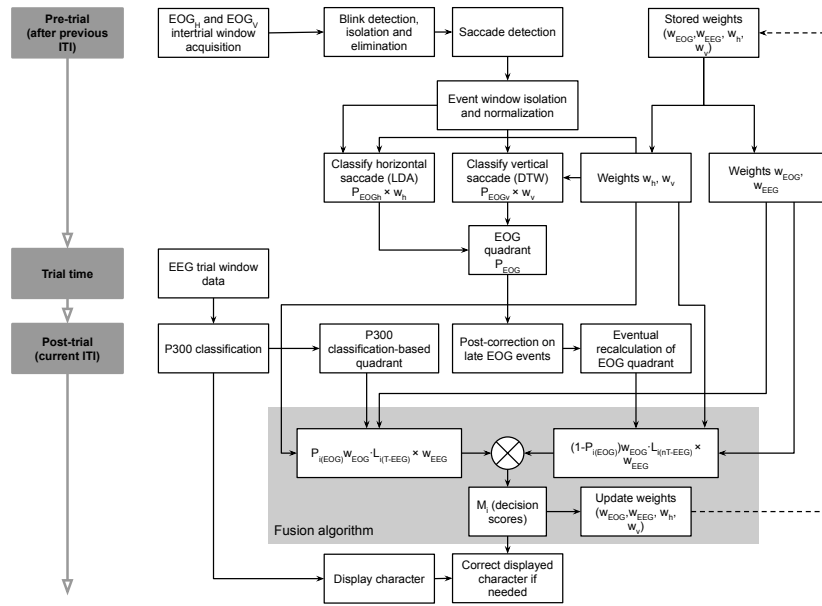 Pre-trial
(after previous
ITI)
EOG_H and EOG_V
intertrial window
acquisition
Blink detection,
isolation and
elimination
Saccade detection
Stored weights
(w_EOG,w_EEG, w_h,
w_v)
Event window isolation
and normalization
Classify horizontal
saccade (LDA)
P_EOGh × w_h
Classify vertical
saccade (DTW)
P_EOGv × w_v
Weights w_h, w_v
Weights w_EOG,
w_EEG
EOG
quadrant
P_EOG
Trial time
EEG trial window
data
Post-trial
(current ITI)
P300 classification
P300
classification-based
quadrant
Post-correction on
late EOG events
Eventual
recalculation of
EOG quadrant
P_i(EOG)w_EOG·L_i(T-EEG) × w_EEG
(1-P_i(EOG))w_EOG·L_i(nT-EEG) ×
w_EEG
M_i (decision
scores)
Update weights
(w_EOG,w_EEG, w_h,
w_v)
Fusion algorithm
Display character
Correct displayed
character if
needed